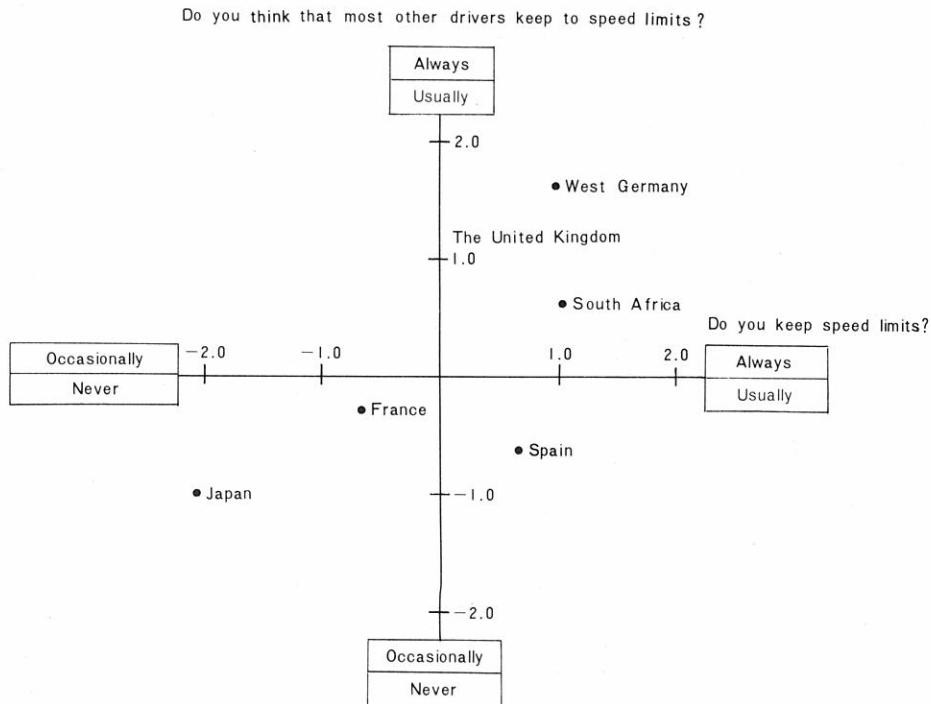 Do you think that most other drivers keep to speed limits?
Always
Usually
2.0
West Germany
The United Kingdom
1.0
South Africa
Do you keep speed limits?
Occasionally
Never
−2.0
−1.0
1.0
2.0
Always
Usually
France
Spain
Japan
−1.0
−2.0
Occasionally
Never